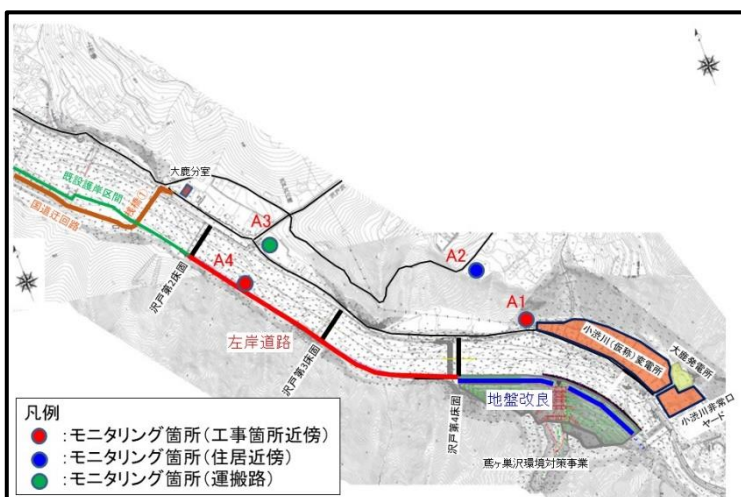 大鹿分室
既設護岸区間
国道迂回路
桟橋①
A3
A2
A4
A1
沢戸第2床固
沢戸第3床固
沢戸第4床固
左岸道路
小渋川(仮称)変電所
大鹿発電所
小渋川非常口
ヤード
地盤改良
鳶ヶ巣沢環境対策事業
凡例
:モニタリング箇所(工事箇所近傍)
:モニタリング箇所(住居近傍)
:モニタリング箇所(運搬路)